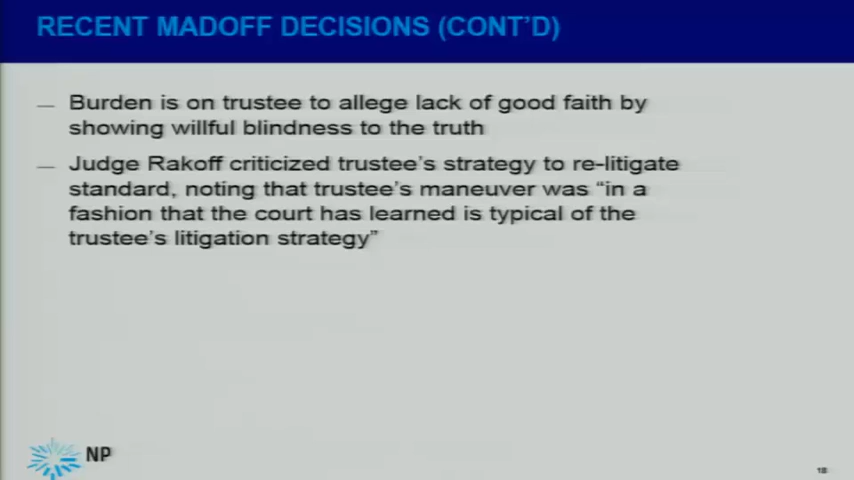 RECENT MADOFF DECISIONS (CONT'D)
— Burden is on trustee to allege lack of good faith by
showing willful blindness to the truth
— Judge Rakoff criticized trustee's strategy to re-litigate
standard, noting that trustee's maneuver was “in a
fashion that the court has learned is typical of the
trustee's litigation strategy”
NP
18